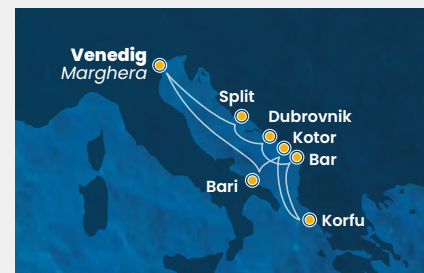 Venedig
Marghera
Split
Dubrovnik
Kotor
Bar
Bari
Korfu